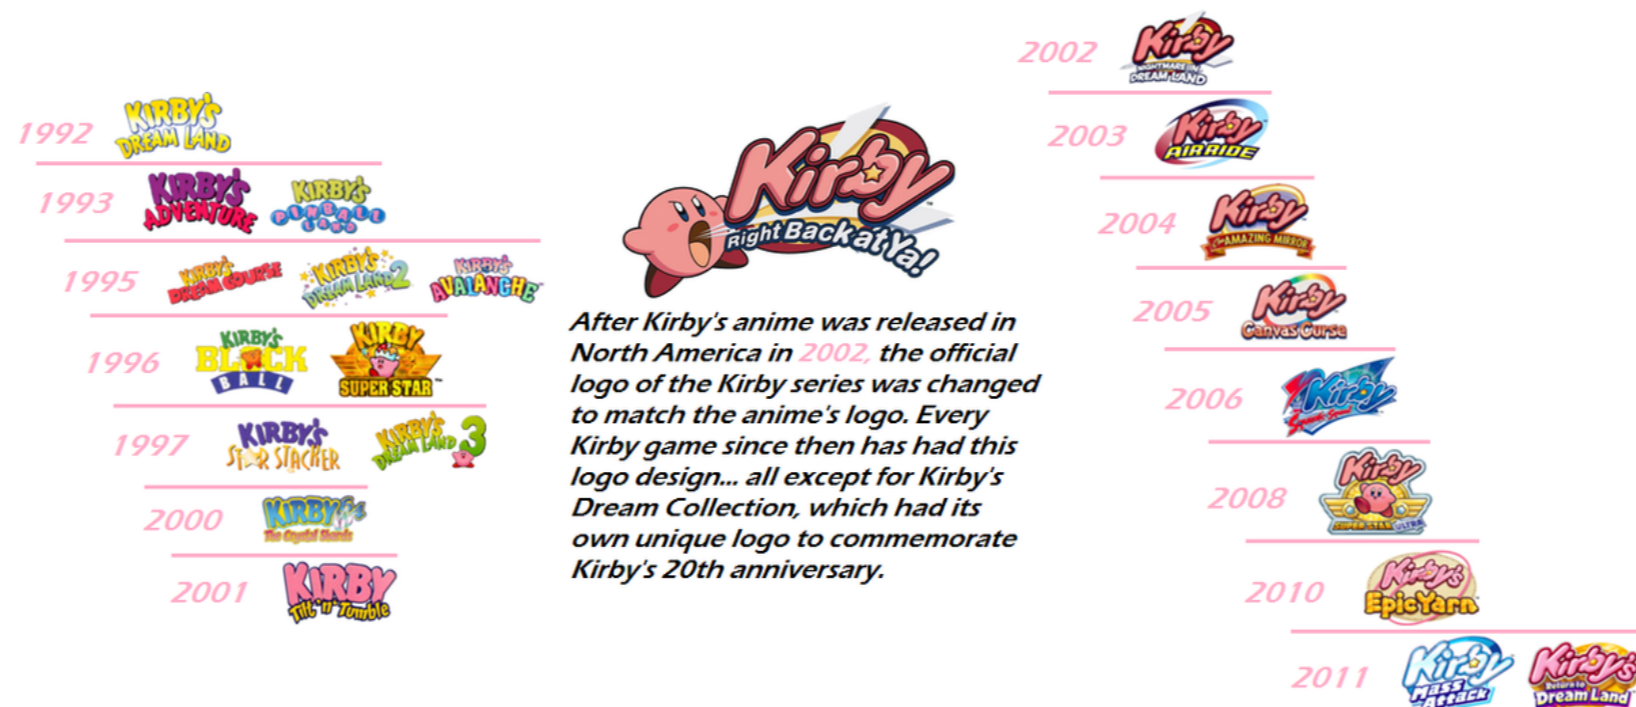 1992 KIRBY'S DREAM LAND
1993 KIRBY'S ADVENTURE KIRBY'S PINBALL LAND
1995 KIRBY'S DREAM COURSE KIRBY'S DREAM LAND 2 KIRBY'S AVALANCHE
1996 KIRBY'S BLOCK BALL KIRBY SUPER STAR
1997 KIRBY'S STAR STACKER KIRBY'S DREAM LAND 3
2000 KIRBY 64 The Crystal Shards
2001 KIRBY Tilt 'n' Tumble
Kirby
Right Back at Ya!
After Kirby's anime was released in
North America in 2002, the official
logo of the Kirby series was changed
to match the anime's logo. Every
Kirby game since then has had this
logo design... all except for Kirby's
Dream Collection, which had its
own unique logo to commemorate
Kirby's 20th anniversary.
2002 Kirby NIGHTMARE IN DREAM LAND
2003 Kirby AIR RIDE
2004 Kirby The AMAZING MIRROR
2005 Kirby Canvas Curse
2006 Kirby Squeak Squad
2008 Kirby SUPER STAR ULTRA
2010 Kirby's Epic Yarn
2011 Kirby Mass Attack Kirby's Return to Dream Land